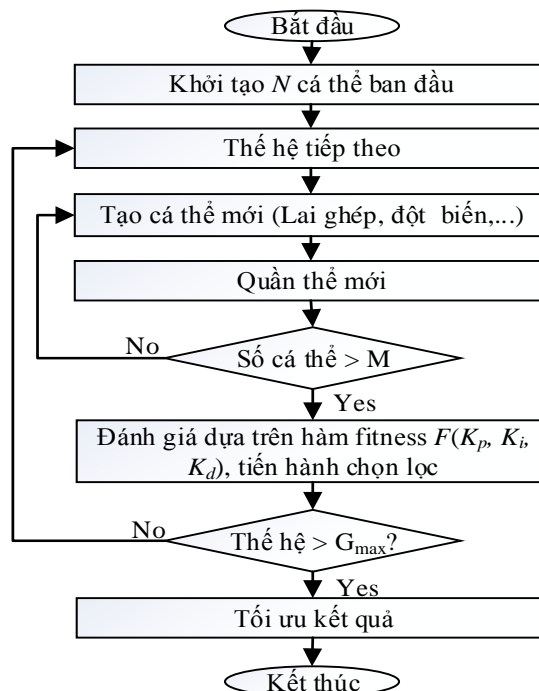 Bắt đầu
Khởi tạo N cá thể ban đầu
Thế hệ tiếp theo
Tạo cá thể mới (Lai ghép, đột biến,...)
Quần thể mới
No
Số cá thể > M
Yes
Đánh giá dựa trên hàm fitness F(Kp, Ki,
Kd), tiến hành chọn lọc
No
Thế hệ > Gmax?
Yes
Tối ưu kết quả
Kết thúc